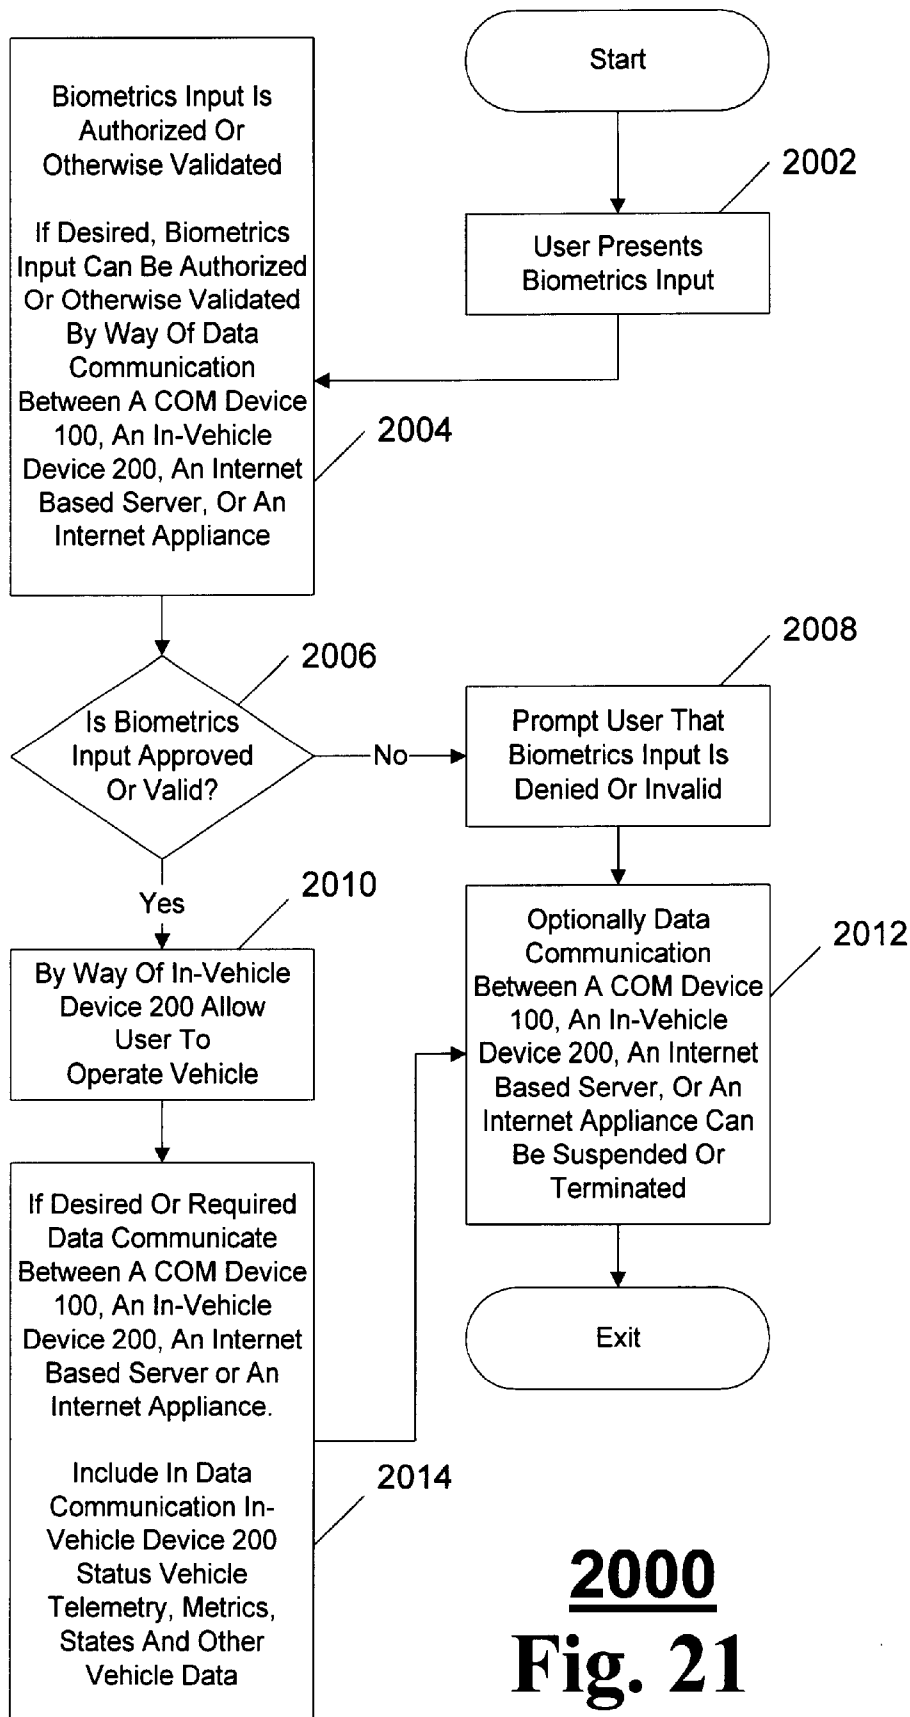 Start
2002
User Presents
Biometrics Input
Biometrics Input Is
Authorized Or
Otherwise Validated
If Desired, Biometrics
Input Can Be Authorized
Or Otherwise Validated
By Way Of Data
Communication
Between A COM Device
100, An In-Vehicle
Device 200, An Internet
Based Server, Or An
Internet Appliance
2004
2006
Is Biometrics
Input Approved
Or Valid?
No
2008
Prompt User That
Biometrics Input Is
Denied Or Invalid
Yes
2010
By Way Of In-Vehicle
Device 200 Allow
User To
Operate Vehicle
2012
Optionally Data
Communication
Between A COM Device
100, An In-Vehicle
Device 200, An Internet
Based Server, Or An
Internet Appliance Can
Be Suspended Or
Terminated
If Desired Or Required
Data Communicate
Between A COM Device
100, An In-Vehicle
Device 200, An Internet
Based Server or An
Internet Appliance.
Include In Data
Communication In-
Vehicle Device 200
Status Vehicle
Telemetry, Metrics,
States And Other
Vehicle Data
2014
Exit
2000
Fig. 21